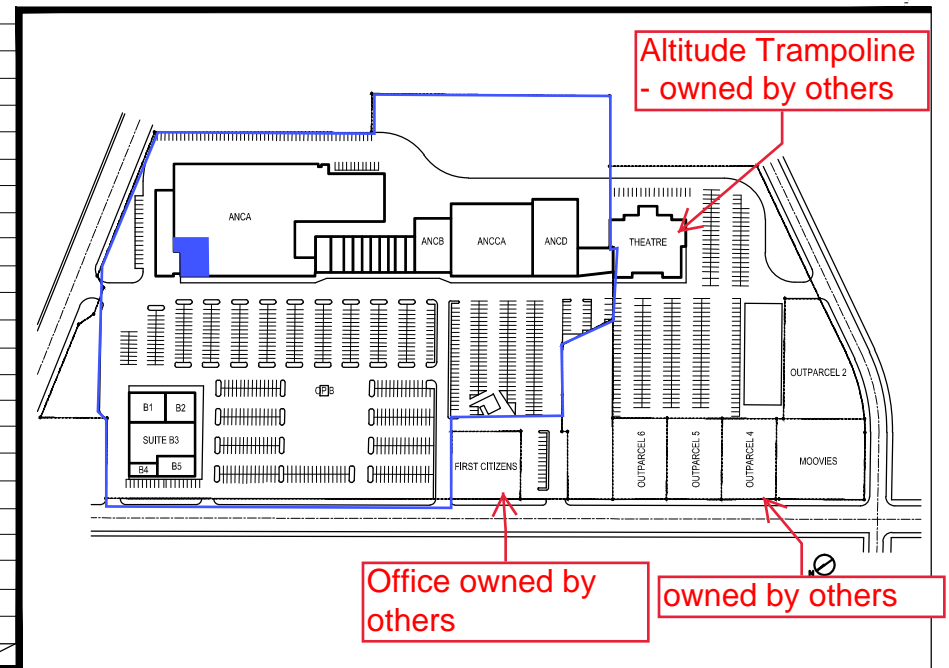 Altitude Trampoline
- owned by others
ANCA
ANCB
ANCCA
ANCD
THEATRE
OUTPARCEL 2
B1
B2
SUITE B3
B4
B5
FIRST CITIZENS
OUTPARCEL 6
OUTPARCEL 5
OUTPARCEL 4
MOOVIES
Office owned by
others
owned by others